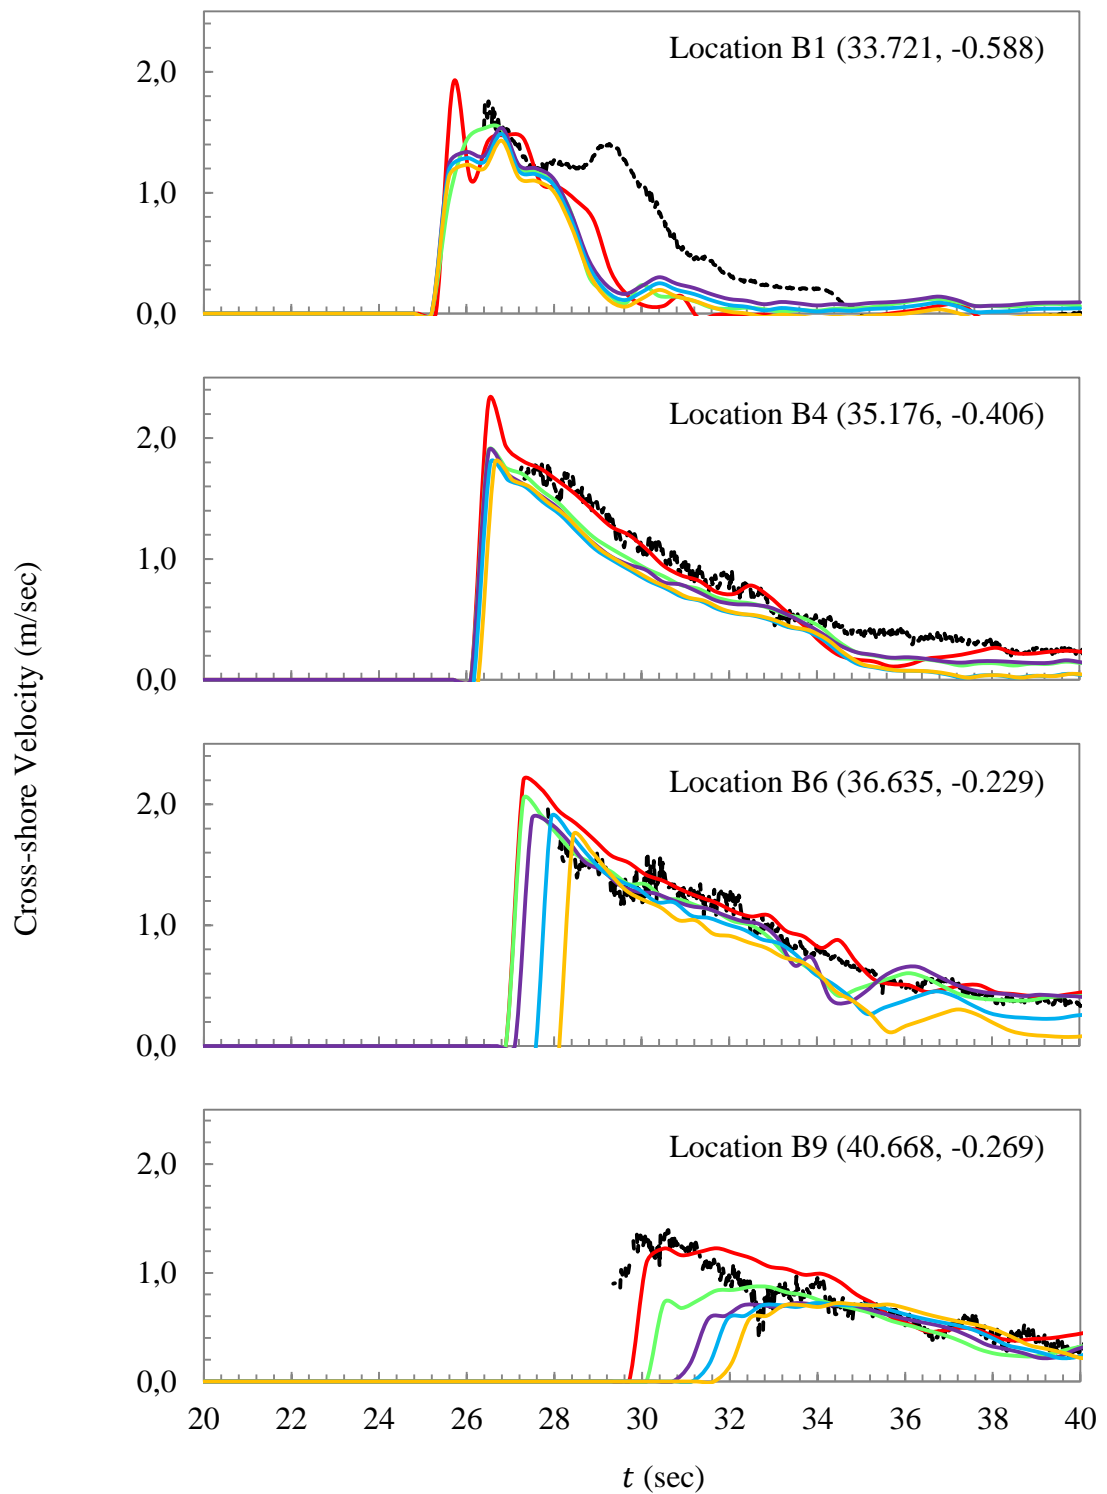 Location B1 (33.721, -0.588)
2,0
1,0
0,0
Location B4 (35.176, -0.406)
2,0
1,0
0,0
Cross-shore Velocity (m/sec)
Location B6 (36.635, -0.229)
2,0
1,0
0,0
Location B9 (40.668, -0.269)
2,0
1,0
0,0
20 22 24 26 28 30 32 34 36 38 40
t (sec)